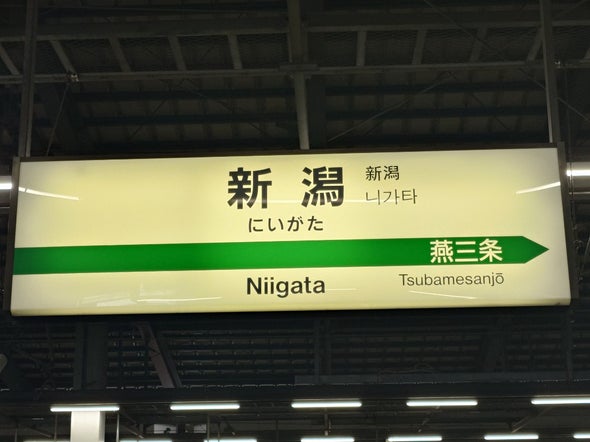 新潟
新潟
니가타
にいがた
燕三条
Niigata
Tsubamesanjō